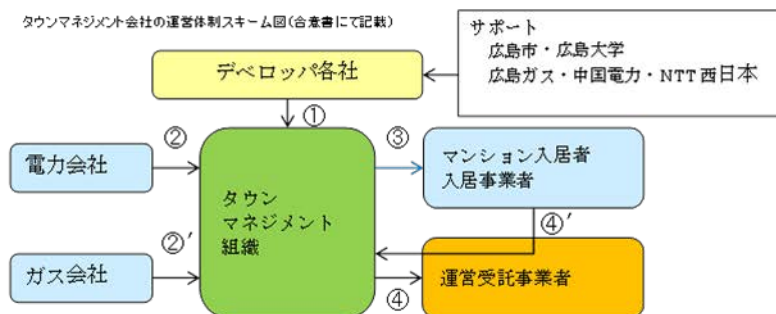 タウンマネジメント会社の運営体制スキーム図(合意書にて記載)
サポート
広島市・広島大学
広島ガス・中国電力・NTT西日本
デベロッパ各社
①
②
③
電力会社
マンション入居者
入居事業者
タウン
マネジメント
組織
②'
④'
ガス会社
④
運営受託事業者